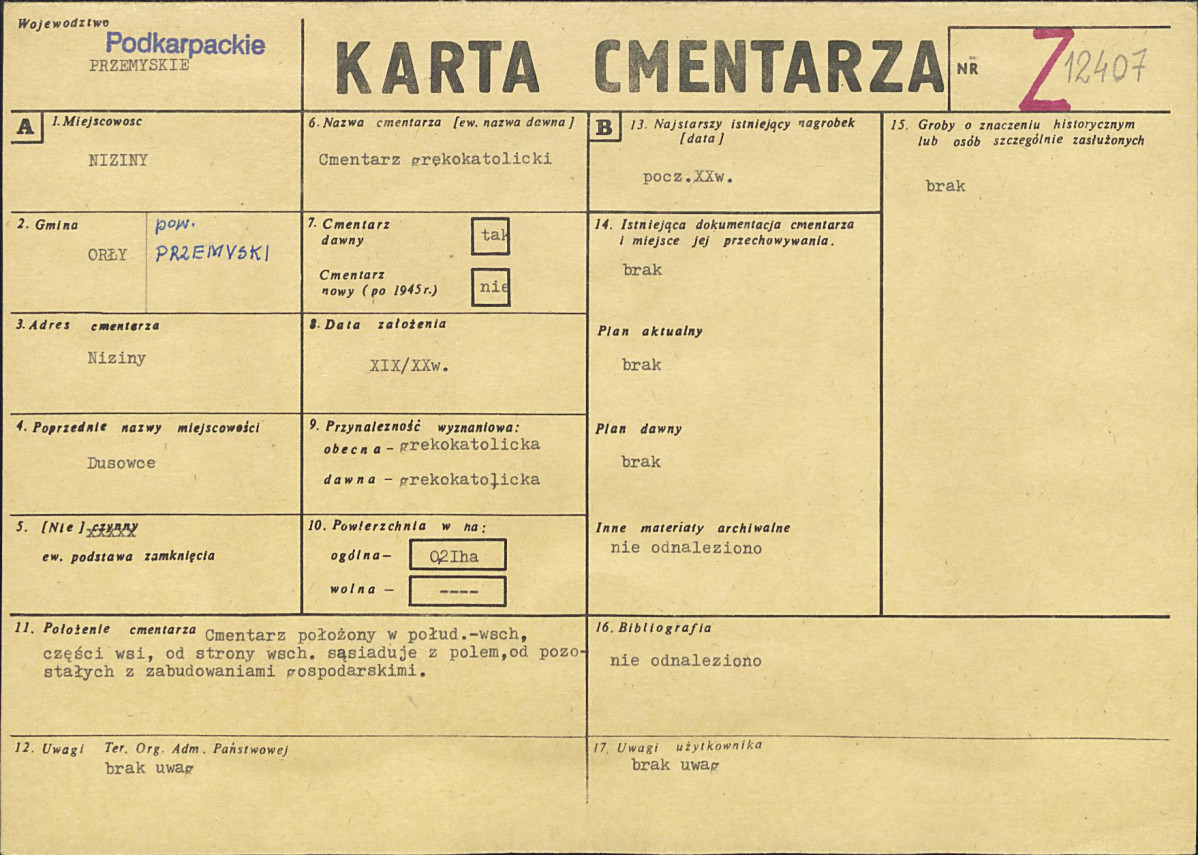 Województwo
Podkarpackie
PRZEMYSKIE
KARTA CMENTARZA
NR
Z 12407
A
1. Miejscowosc
NIZINY
2. Gmina
ORŁY
pow.
PRZEMYSKI
3. Adres cmentarza
Niziny
4. Poprzednie nazwy miejscowości
Dusowce
5. [Nie] czynny
ew. podstawa zamknięcia
6. Nazwa cmentarza [ew. nazwa dawna]
Cmentarz grękokatolicki
7. Cmentarz
dawny
tak
Cmentarz
nowy (po 1945 r.)
nie
8. Data założenia
XIX/XXw.
9. Przynależność wyznaniowa:
obecna - grekokatolicka
dawna - grekokatolicka
10. Powierzchnia w ha:
ogólna - 0,2Iha
wolna - ----
11. Położenie cmentarza Cmentarz położony w połud.-wsch,
części wsi, od strony wsch. sąsiaduje z polem,od pozo-
stałych z zabudowaniami gospodarskimi.
12. Uwagi Ter. Org. Adm. Państwowej
brak uwag
B
13. Najstarszy istniejący nagrobek
[data]
pocz.XXw.
14. Istniejąca dokumentacja cmentarza
i miejsce jej przechowywania.
brak
Plan aktualny
brak
Plan dawny
brak
Inne materiały archiwalne
nie odnaleziono
15. Groby o znaczeniu historycznym
lub osób szczególnie zasłużonych
brak
16. Bibliografia
nie odnaleziono
17. Uwagi użytkownika
brak uwag